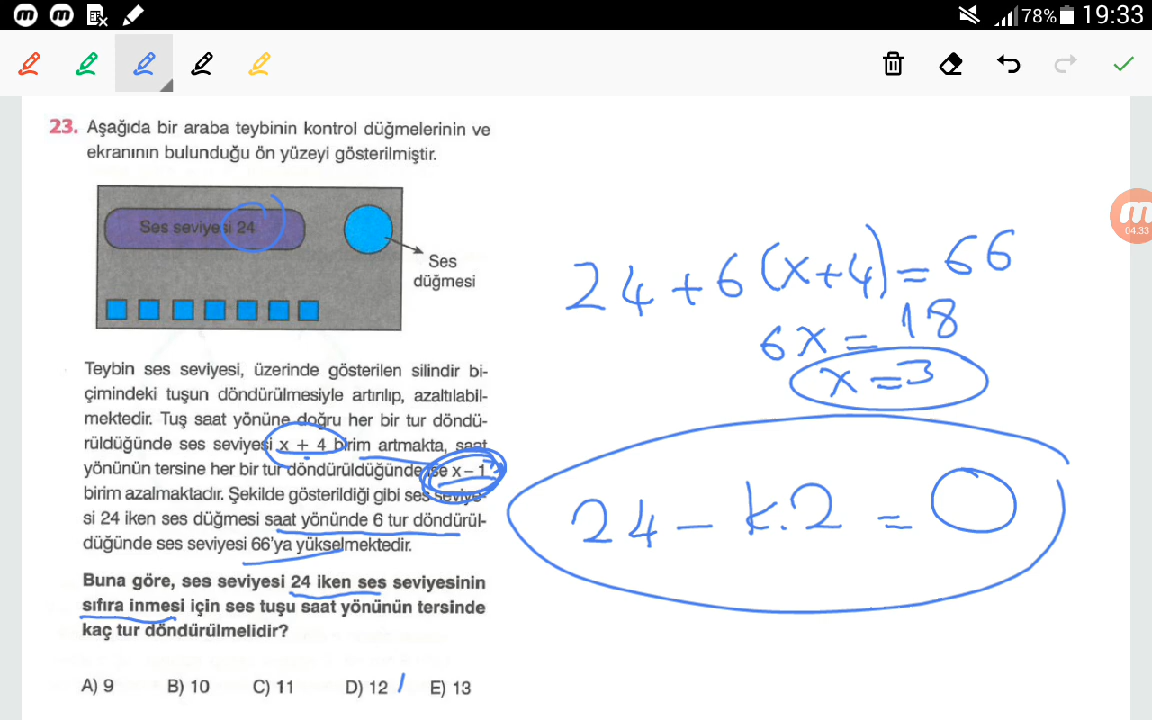 78% 19:33
23. Aşağıda bir araba teybinin kontrol düğmelerinin ve
ekranının bulunduğu ön yüzeyi gösterilmiştir.
Ses seviyesi 24
Ses
düğmesi
Teybin ses seviyesi, üzerinde gösterilen silindir bi-
çimindeki tuşun döndürülmesiyle artırılıp, azaltılabil-
mektedir. Tuş saat yönüne doğru her bir tur döndü-
rüldüğünde ses seviyesi x + 4 birim artmakta, saat
yönünün tersine her bir tur döndürüldüğünde ise x – 1
birim azalmaktadır. Şekilde gösterildiği gibi ses seviye-
si 24 iken ses düğmesi saat yönünde 6 tur döndürül-
düğünde ses seviyesi 66'ya yükselmektedir.
Buna göre, ses seviyesi 24 iken ses seviyesinin
sıfıra inmesi için ses tuşu saat yönünün tersinde
kaç tur döndürülmelidir?
A) 9 B) 10 C) 11 D) 12 E) 13
24 + 6(x+4) = 66
6x = 18
x = 3
24 – k.2 = 0
04:33